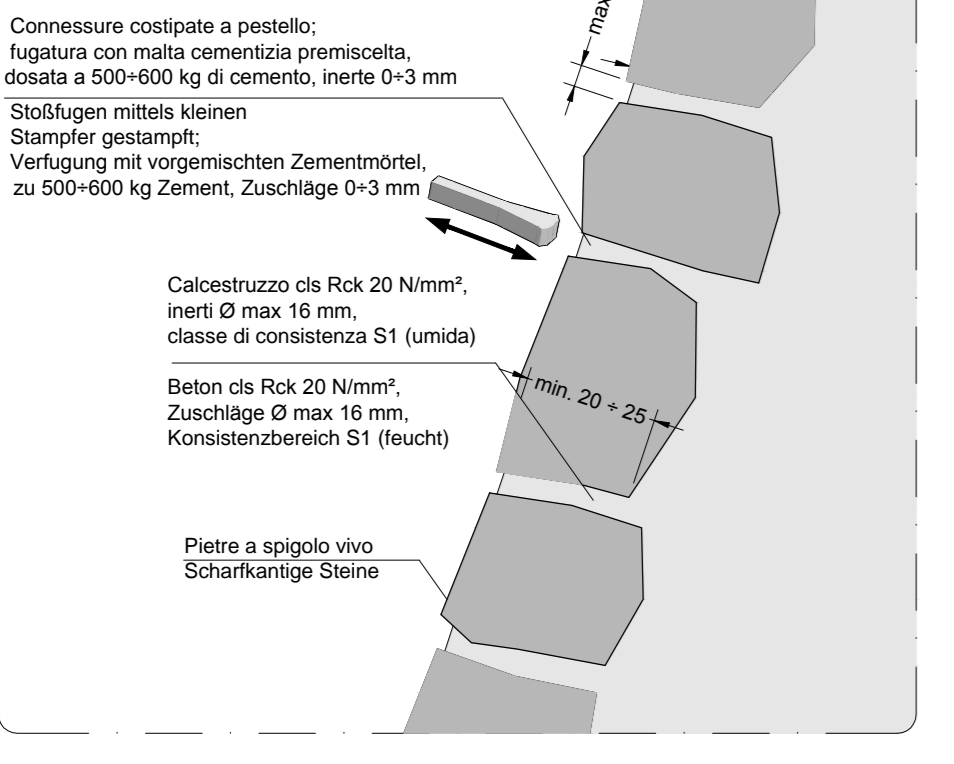 max
Connessure costipate a pestello;
fugatura con malta cementizia premiscelta,
dosata a 500÷600 kg di cemento, inerte 0÷3 mm
Stoßfugen mittels kleinen
Stampfer gestampft;
Verfugung mit vorgemischten Zementmörtel,
zu 500÷600 kg Zement, Zuschläge 0÷3 mm
Calcestruzzo cls Rck 20 N/mm²,
inerti Ø max 16 mm,
classe di consistenza S1 (umida)
Beton cls Rck 20 N/mm²,
Zuschläge Ø max 16 mm,
Konsistenzbereich S1 (feucht)
min. 20 ÷ 25
Pietre a spigolo vivo
Scharfkantige Steine